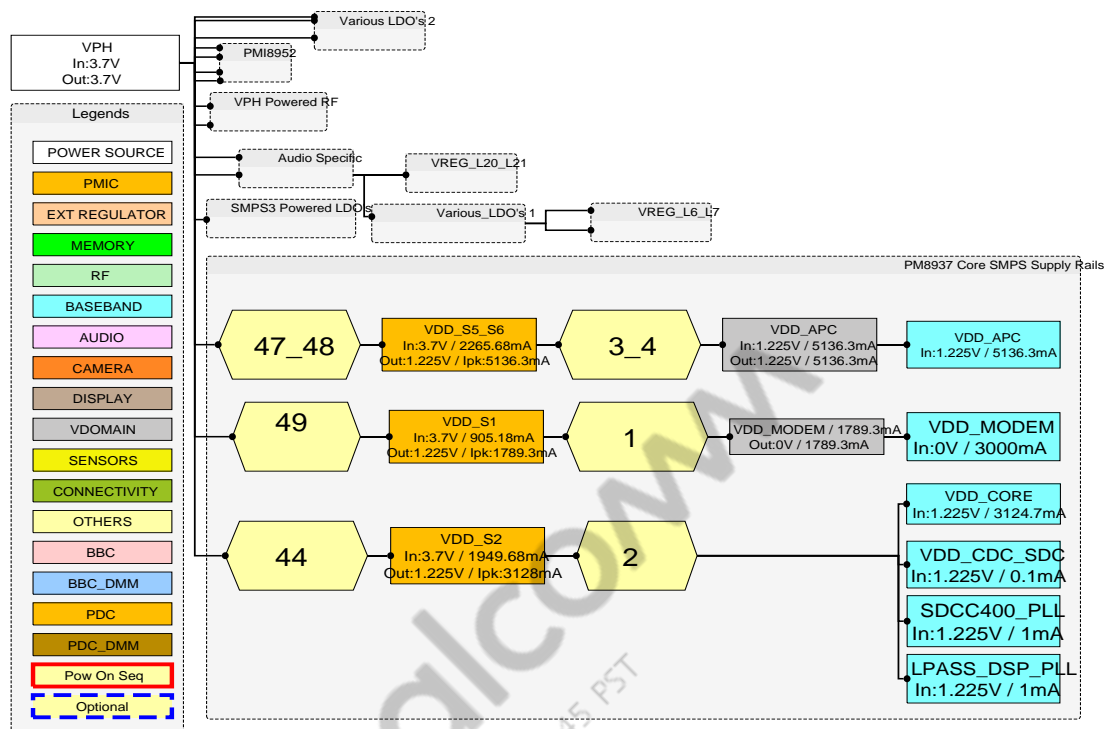 VPH
In:3.7V
Out:3.7V
Various LDO's 2
PMI8952
VPH Powered RF
Audio Specific
VREG_L20_L21
SMPS3 Powered LDO's
Various_LDO's 1
VREG_L6_L7
Legends
POWER SOURCE
PMIC
EXT REGULATOR
MEMORY
RF
BASEBAND
AUDIO
CAMERA
DISPLAY
VDOMAIN
SENSORS
CONNECTIVITY
OTHERS
BBC
BBC_DMM
PDC
PDC_DMM
Pow On Seq
Optional
PM8937 Core SMPS Supply Rails
47_48
VDD_S5_S6
In:3.7V / 2265.68mA
Out:1.225V / Ipk:5136.3mA
3_4
VDD_APC
In:1.225V / 5136.3mA
Out:1.225V / 5136.3mA
VDD_APC
In:1.225V / 5136.3mA
49
VDD_S1
In:3.7V / 905.18mA
Out:1.225V / Ipk:1789.3mA
1
VDD_MODEM / 1789.3mA
Out:0V / 1789.3mA
VDD_MODEM
In:0V / 3000mA
44
VDD_S2
In:3.7V / 1949.68mA
Out:1.225V / Ipk:3128mA
2
VDD_CORE
In:1.225V / 3124.7mA
VDD_CDC_SDC
In:1.225V / 0.1mA
SDCC400_PLL
In:1.225V / 1mA
LPASS_DSP_PLL
In:1.225V / 1mA
alcomm
45 PST